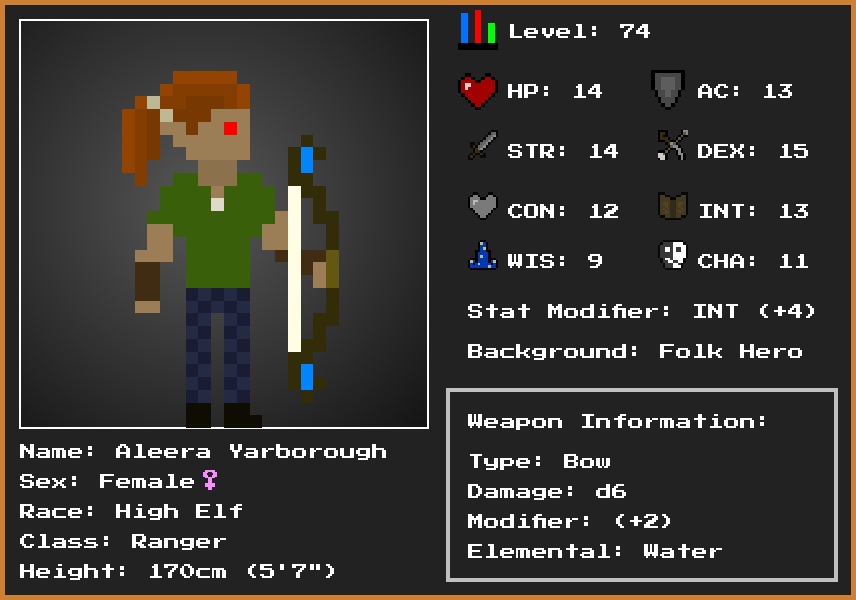 Level: 74
HP: 14 AC: 13
STR: 14 DEX: 15
CON: 12 INT: 13
WIS: 9 CHA: 11
Stat Modifier: INT (+4)
Background: Folk Hero
Name: Aleera Yarborough
Sex: Female♀
Race: High Elf
Class: Ranger
Height: 170cm (5'7")
Weapon Information:
Type: Bow
Damage: d6
Modifier: (+2)
Elemental: Water